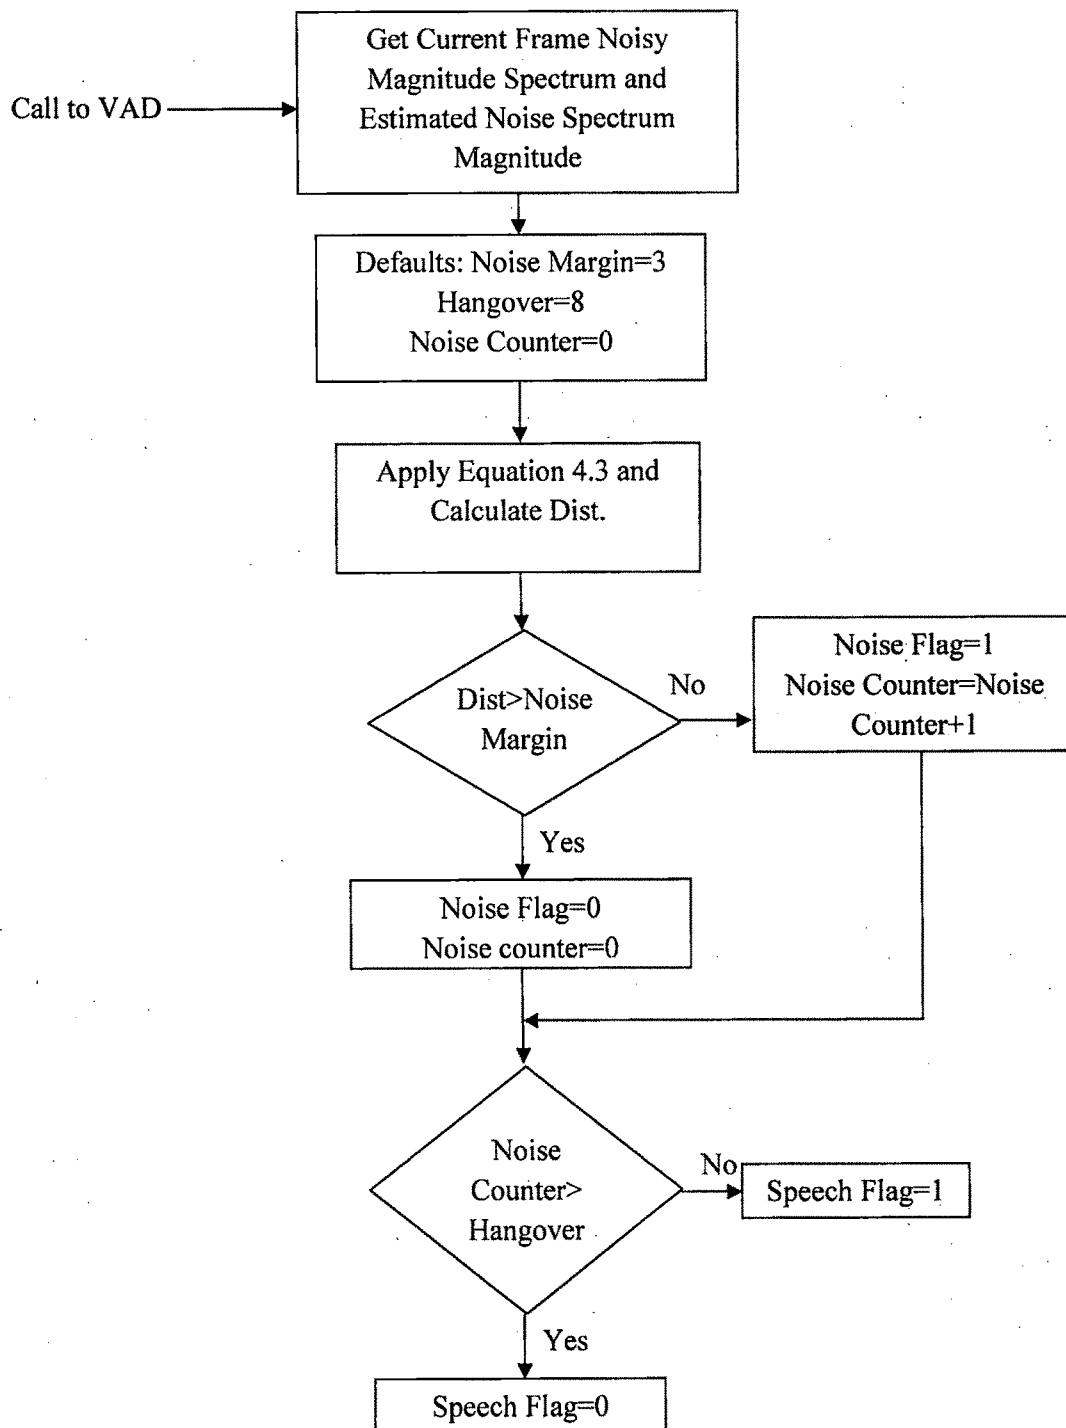 Get Current Frame Noisy
Magnitude Spectrum and
Estimated Noise Spectrum
Magnitude
Call to VAD
Defaults: Noise Margin=3
Hangover=8
Noise Counter=0
Apply Equation 4.3 and
Calculate Dist.
Dist>Noise
Margin
No
Noise Flag=1
Noise Counter=Noise
Counter+1
Yes
Noise Flag=0
Noise counter=0
Noise
Counter>
Hangover
No
Speech Flag=1
Yes
Speech Flag=0